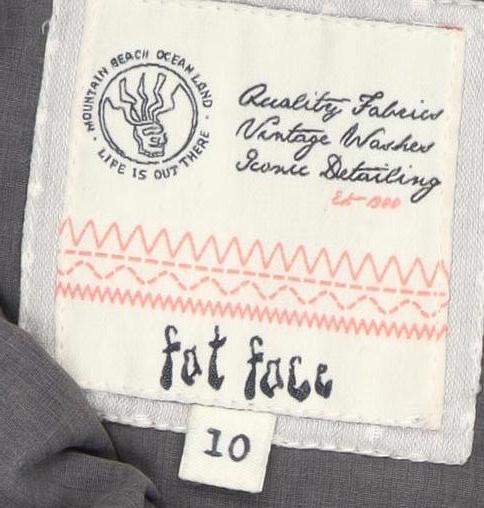 MOUNTAIN BEACH OCEAN LAND
· LIFE IS OUT THERE ·
Quality Fabrics
Vintage Washes
Iconic Detailing
fat face
10